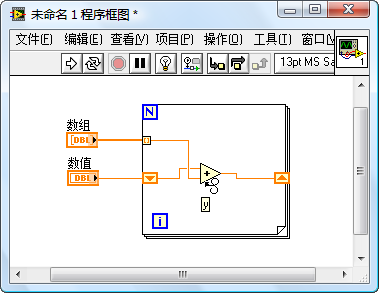 未命名 1 程序框图 *
文件(F) 编辑(E) 查看(V) 项目(P) 操作(O) 工具(T) 窗口
13pt MS Sa
1
数组
DBL
数值
DBL
N
+
y
i